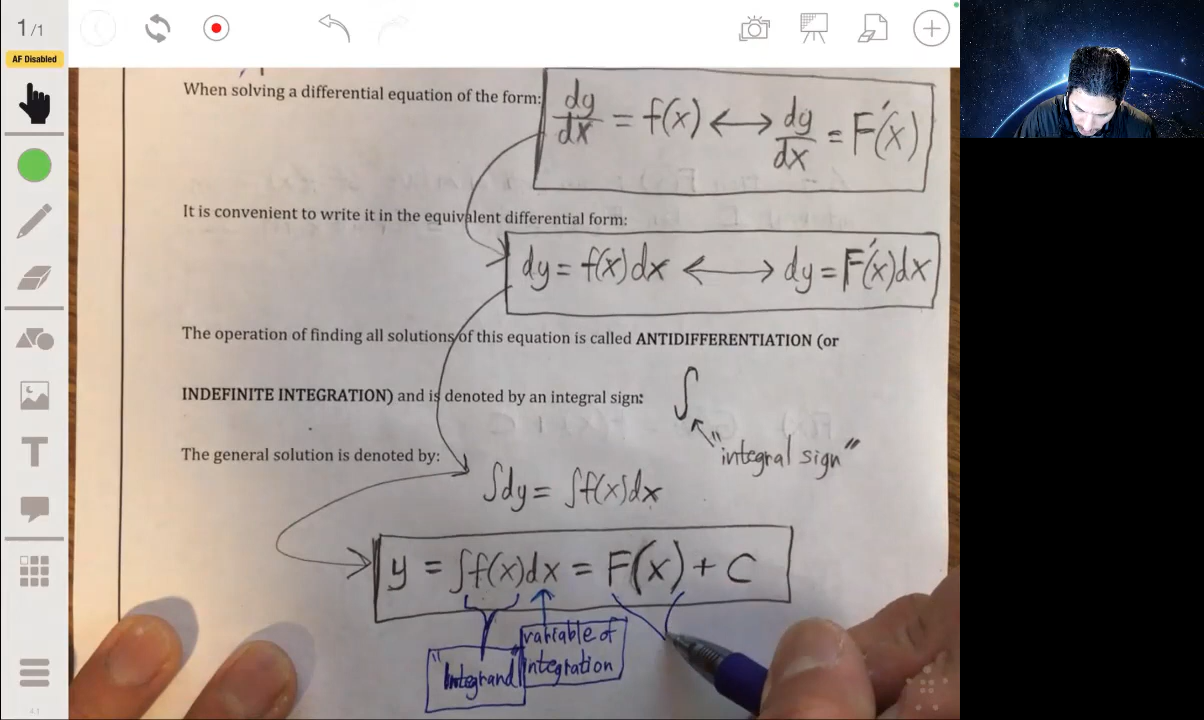 1/1
AF Disabled
When solving a differential equation of the form: dy/dx = f(x) ⟷ dy/dx = F'(x)
It is convenient to write it in the equivalent differential form:
dy = f(x)dx ⟷ dy = F'(x)dx
The operation of finding all solutions of this equation is called ANTIDIFFERENTIATION (or
INDEFINITE INTEGRATION) and is denoted by an integral sign: ∫
"integral sign"
The general solution is denoted by:
∫dy = ∫f(x)dx
y = ∫f(x)dx = F(x) + C
variable of
integration
"Integrand"
T
4.1